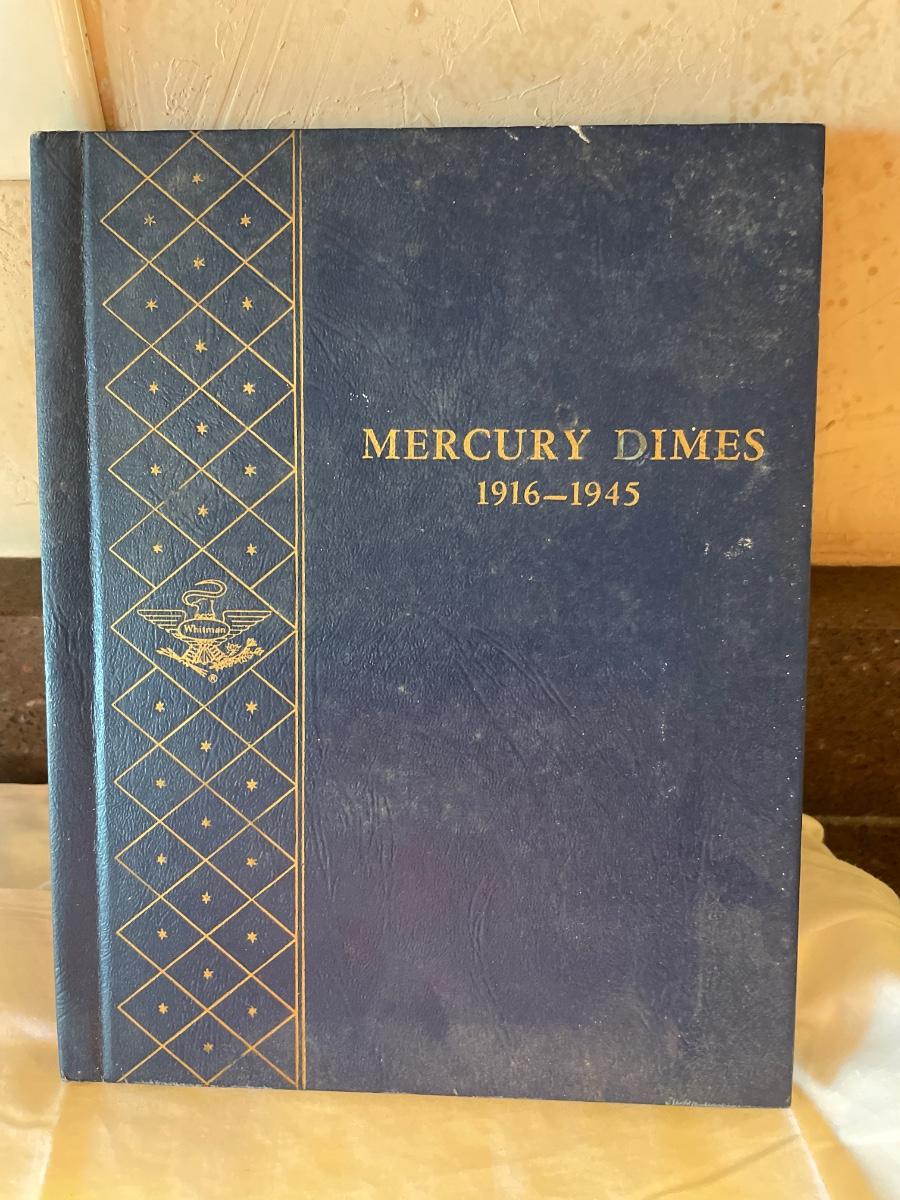 MERCURY DIMES
1916–1945
Whitman
®